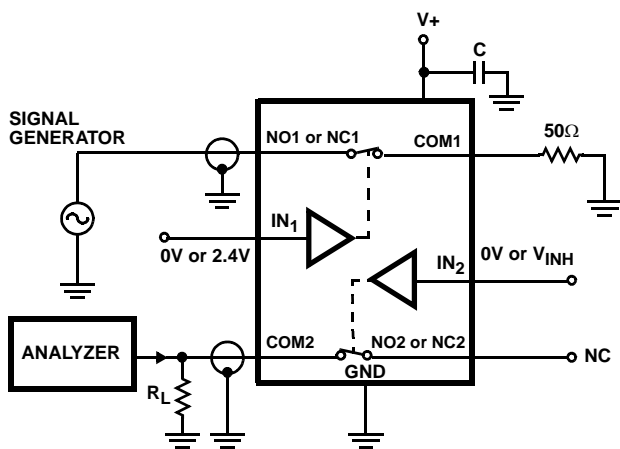 V+
C
SIGNAL
GENERATOR
NO1 or NC1
COM1
50Ω
IN1
0V or 2.4V
IN2
0V or VINH
ANALYZER
COM2
NO2 or NC2
NC
GND
RL